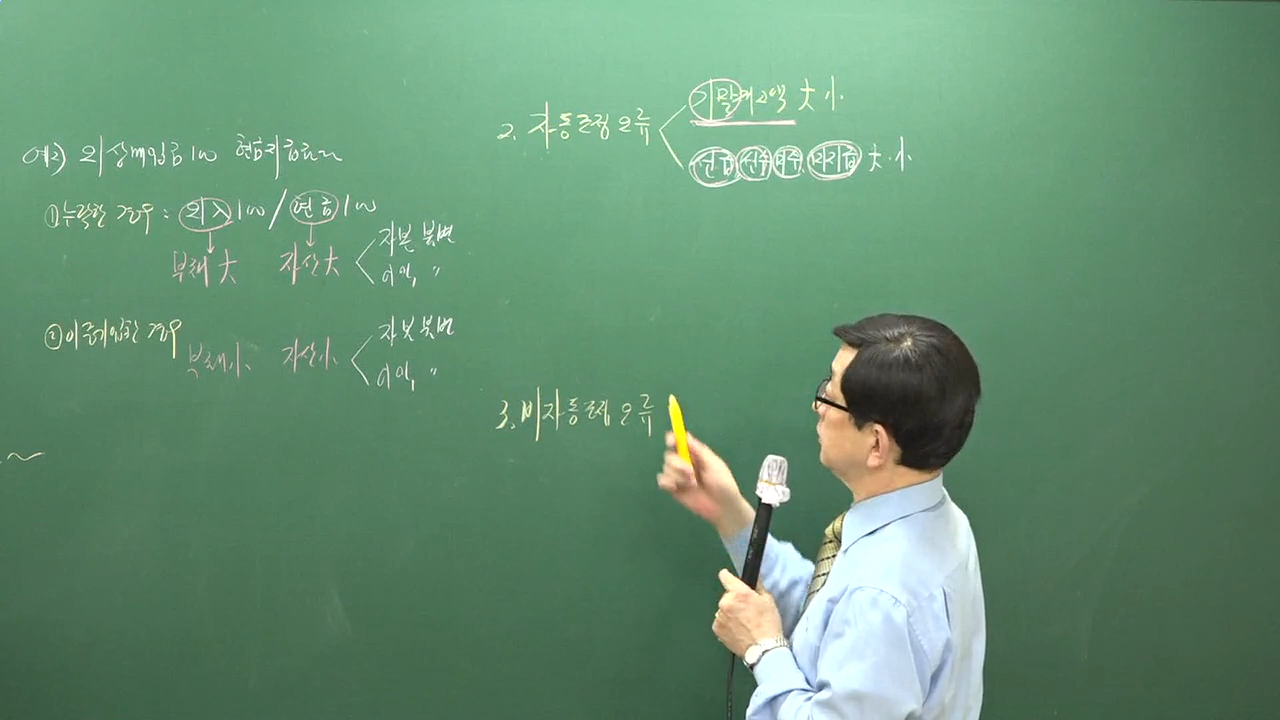 예2) 외상매입금 100 현금지급하다
① 누락한 경우 : 외入 100 / 현금 100
부채 大 자산 大 자본 불변
이익 〃
② 이중기입한 경우
부채 小 자산 小 자본 불변
이익 〃
2. 자동조정오류 기말재고액 大 小
선급 선수 미수 미지급 大 小
3. 비자동조정오류